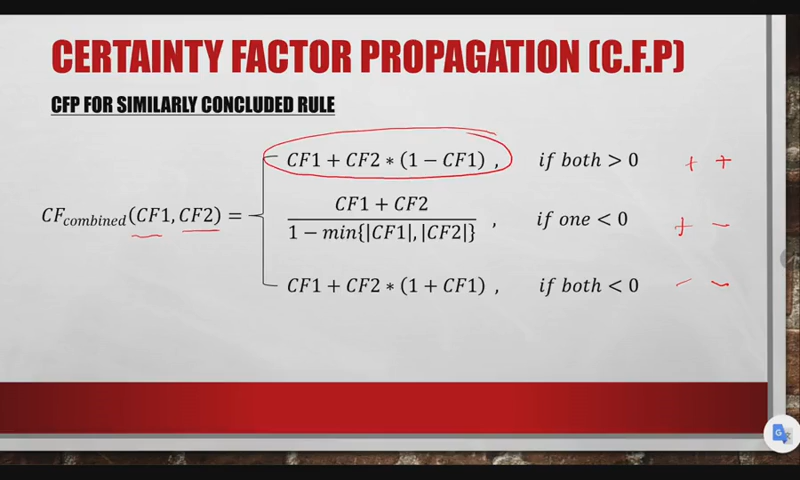 CERTAINTY FACTOR PROPAGATION (C.F.P)
CFP FOR SIMILARLY CONCLUDED RULE
CF1 + CF2 ∗ (1 − CF1) , if both > 0 + +
CFcombined(CF1, CF2) = CF1 + CF2 / 1 − min{|CF1|, |CF2|} , if one < 0 + −
CF1 + CF2 ∗ (1 + CF1) , if both < 0 − −
G